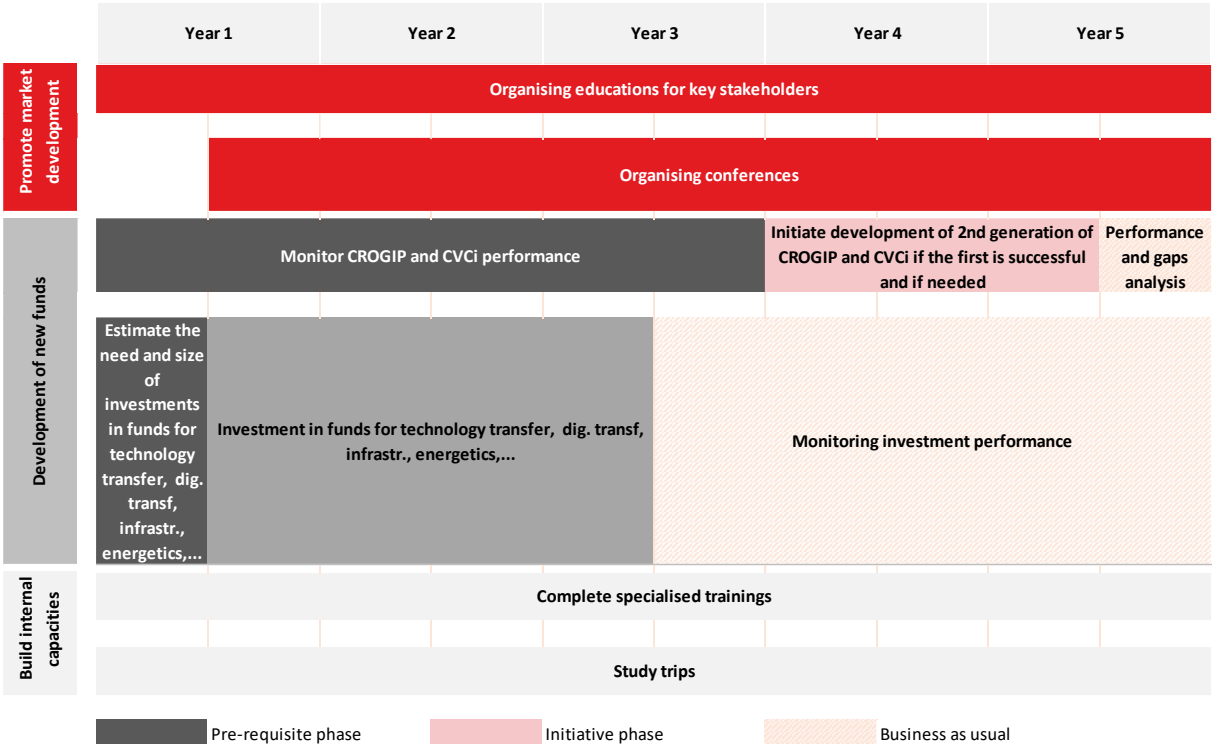 Year 1
Year 2
Year 3
Year 4
Year 5
Promote market
development
Organising educations for key stakeholders
Organising conferences
Development of new funds
Monitor CROGIP and CVCi performance
Initiate development of 2nd generation of
CROGIP and CVCi if the first is successful
and if needed
Performance
and gaps
analysis
Estimate the
need and size
of
investments
in funds for
technology
transfer, dig.
transf,
infrastr.,
energetics,...
Investment in funds for technology transfer, dig. transf,
infrastr., energetics,...
Monitoring investment performance
Build internal
capacities
Complete specialised trainings
Study trips
Pre-requisite phase
Initiative phase
Business as usual